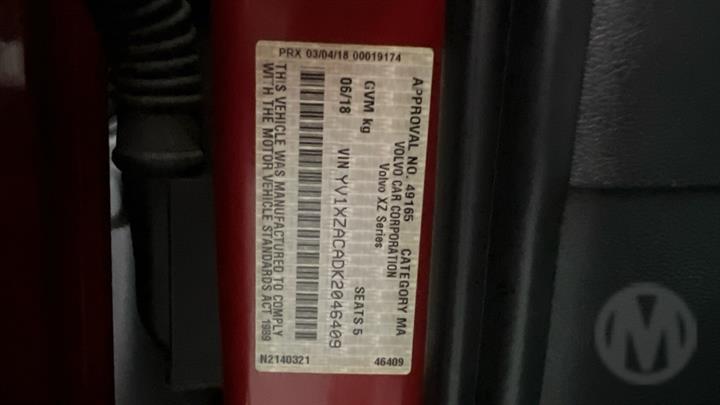 APPROVAL NO. 49165 CATEGORY MA
VOLVO CAR CORPORATION
Volvo XZ Series
GVM kg SEATS 5
06/18 VIN YV1XZACADK2046409
THIS VEHICLE WAS MANUFACTURED TO COMPLY
WITH THE MOTOR VEHICLE STANDARDS ACT 1989
PRX 03/04/18 00019174
N2140321
46409
M